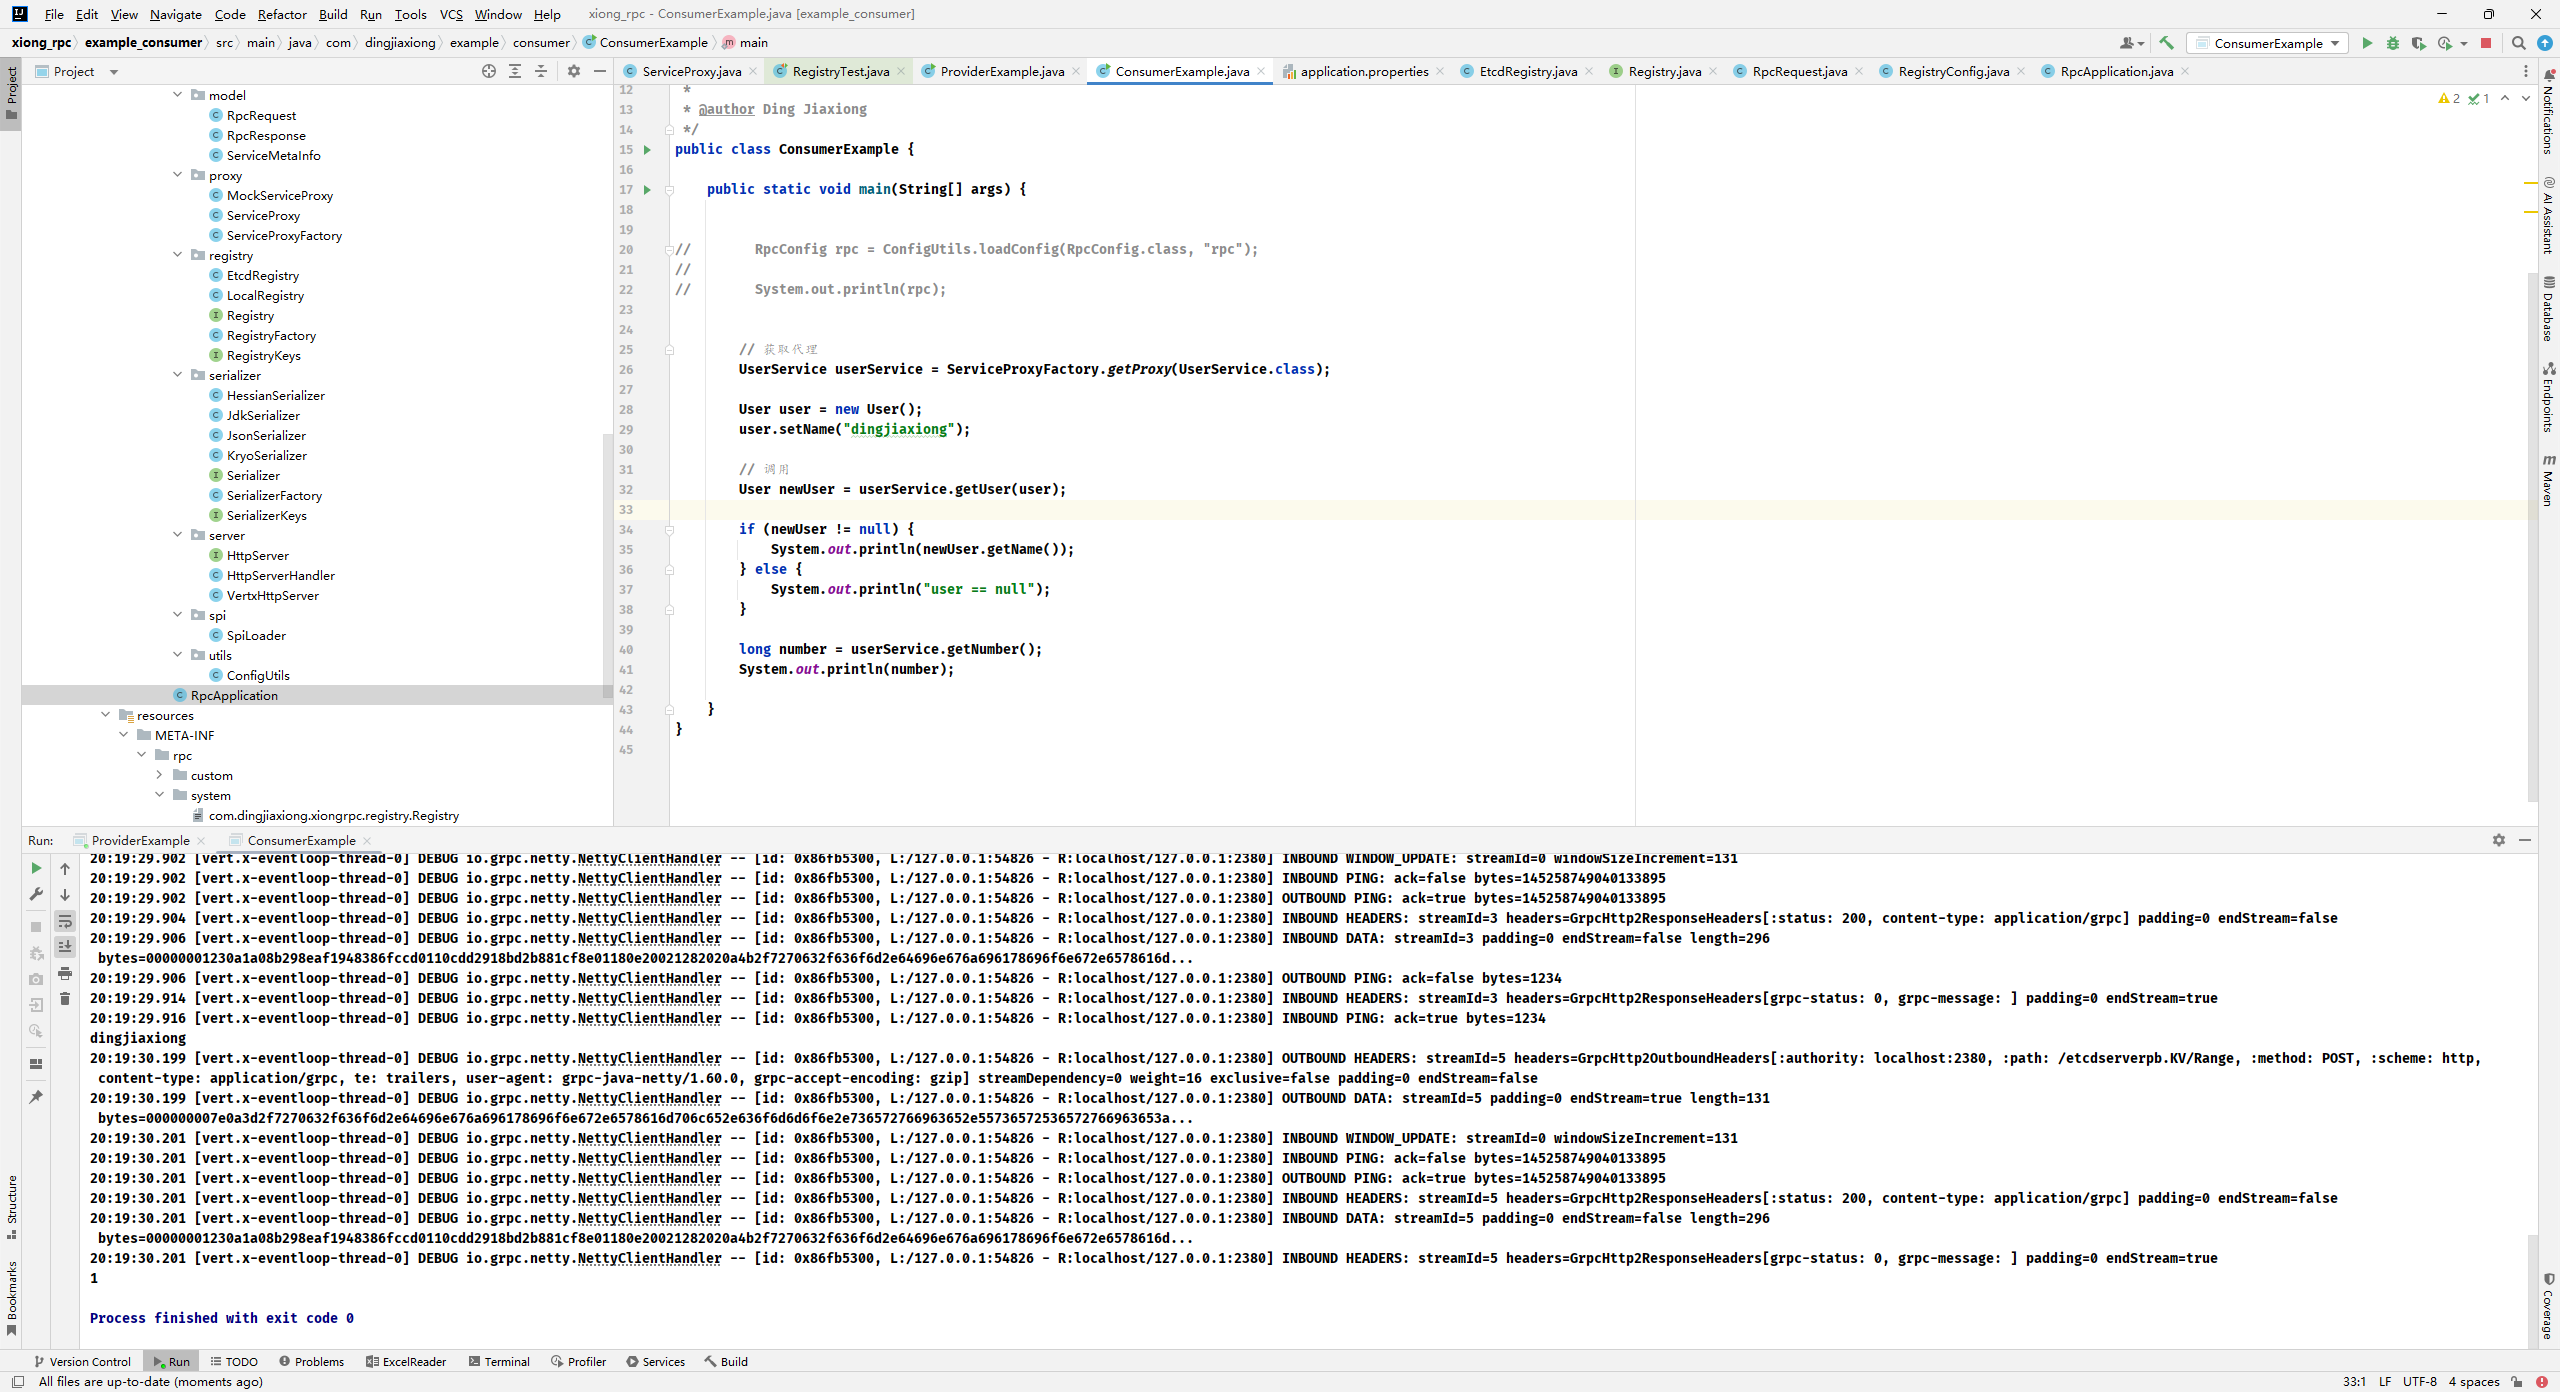 File Edit View Navigate Code Refactor Build Run Tools VCS Window Help xiong_rpc - ConsumerExample.java [example_consumer]
xiong_rpc example_consumer src main java com dingjiaxiong example consumer ConsumerExample main
ConsumerExample
Project
ServiceProxy.java RegistryTest.java ProviderExample.java ConsumerExample.java application.properties EtcdRegistry.java Registry.java RpcRequest.java RegistryConfig.java RpcApplication.java
Project
model
RpcRequest
RpcResponse
ServiceMetaInfo
proxy
MockServiceProxy
ServiceProxy
ServiceProxyFactory
registry
EtcdRegistry
LocalRegistry
Registry
RegistryFactory
RegistryKeys
serializer
HessianSerializer
JdkSerializer
JsonSerializer
KryoSerializer
Serializer
SerializerFactory
SerializerKeys
server
HttpServer
HttpServerHandler
VertxHttpServer
spi
SpiLoader
utils
ConfigUtils
RpcApplication
resources
META-INF
rpc
custom
system
com.dingjiaxiong.xiongrpc.registry.Registry
2 1
12 *
13 * @author Ding Jiaxiong
14 */
15 public class ConsumerExample {
16
17 public static void main(String[] args) {
18
19
20 // RpcConfig rpc = ConfigUtils.loadConfig(RpcConfig.class, "rpc");
21 //
22 // System.out.println(rpc);
23
24
25 // 获取代理
26 UserService userService = ServiceProxyFactory.getProxy(UserService.class);
27
28 User user = new User();
29 user.setName("dingjiaxiong");
30
31 // 调用
32 User newUser = userService.getUser(user);
33
34 if (newUser != null) {
35 System.out.println(newUser.getName());
36 } else {
37 System.out.println("user == null");
38 }
39
40 long number = userService.getNumber();
41 System.out.println(number);
42
43 }
44 }
45
Notifications
AI Assistant
Database
Endpoints
Maven
Run: ProviderExample ConsumerExample
20:19:29.902 [vert.x-eventloop-thread-0] DEBUG io.grpc.netty.NettyClientHandler -- [id: 0x86fb5300, L:/127.0.0.1:54826 - R:localhost/127.0.0.1:2380] INBOUND WINDOW_UPDATE: streamId=0 windowSizeIncrement=131
20:19:29.902 [vert.x-eventloop-thread-0] DEBUG io.grpc.netty.NettyClientHandler -- [id: 0x86fb5300, L:/127.0.0.1:54826 - R:localhost/127.0.0.1:2380] INBOUND PING: ack=false bytes=145258749040133895
20:19:29.902 [vert.x-eventloop-thread-0] DEBUG io.grpc.netty.NettyClientHandler -- [id: 0x86fb5300, L:/127.0.0.1:54826 - R:localhost/127.0.0.1:2380] OUTBOUND PING: ack=true bytes=145258749040133895
20:19:29.904 [vert.x-eventloop-thread-0] DEBUG io.grpc.netty.NettyClientHandler -- [id: 0x86fb5300, L:/127.0.0.1:54826 - R:localhost/127.0.0.1:2380] INBOUND HEADERS: streamId=3 headers=GrpcHttp2ResponseHeaders[:status: 200, content-type: application/grpc] padding=0 endStream=false
20:19:29.906 [vert.x-eventloop-thread-0] DEBUG io.grpc.netty.NettyClientHandler -- [id: 0x86fb5300, L:/127.0.0.1:54826 - R:localhost/127.0.0.1:2380] INBOUND DATA: streamId=3 padding=0 endStream=false length=296
bytes=00000001230a1a08b298eaf1948386fccd0110cdd2918bd2b881cf8e01180e20021282020a4b2f7270632f636f6d2e64696e676a696178696f6e672e6578616d...
20:19:29.906 [vert.x-eventloop-thread-0] DEBUG io.grpc.netty.NettyClientHandler -- [id: 0x86fb5300, L:/127.0.0.1:54826 - R:localhost/127.0.0.1:2380] OUTBOUND PING: ack=false bytes=1234
20:19:29.914 [vert.x-eventloop-thread-0] DEBUG io.grpc.netty.NettyClientHandler -- [id: 0x86fb5300, L:/127.0.0.1:54826 - R:localhost/127.0.0.1:2380] INBOUND HEADERS: streamId=3 headers=GrpcHttp2ResponseHeaders[grpc-status: 0, grpc-message: ] padding=0 endStream=true
20:19:29.916 [vert.x-eventloop-thread-0] DEBUG io.grpc.netty.NettyClientHandler -- [id: 0x86fb5300, L:/127.0.0.1:54826 - R:localhost/127.0.0.1:2380] INBOUND PING: ack=true bytes=1234
dingjiaxiong
20:19:30.199 [vert.x-eventloop-thread-0] DEBUG io.grpc.netty.NettyClientHandler -- [id: 0x86fb5300, L:/127.0.0.1:54826 - R:localhost/127.0.0.1:2380] OUTBOUND HEADERS: streamId=5 headers=GrpcHttp2OutboundHeaders[:authority: localhost:2380, :path: /etcdserverpb.KV/Range, :method: POST, :scheme: http,
content-type: application/grpc, te: trailers, user-agent: grpc-java-netty/1.60.0, grpc-accept-encoding: gzip] streamDependency=0 weight=16 exclusive=false padding=0 endStream=false
20:19:30.199 [vert.x-eventloop-thread-0] DEBUG io.grpc.netty.NettyClientHandler -- [id: 0x86fb5300, L:/127.0.0.1:54826 - R:localhost/127.0.0.1:2380] OUTBOUND DATA: streamId=5 padding=0 endStream=true length=131
bytes=000000007e0a3d2f7270632f636f6d2e64696e676a696178696f6e672e6578616d706c652e636f6d6d6f6e2e736572766963652e55736572536572766963653a...
20:19:30.201 [vert.x-eventloop-thread-0] DEBUG io.grpc.netty.NettyClientHandler -- [id: 0x86fb5300, L:/127.0.0.1:54826 - R:localhost/127.0.0.1:2380] INBOUND WINDOW_UPDATE: streamId=0 windowSizeIncrement=131
20:19:30.201 [vert.x-eventloop-thread-0] DEBUG io.grpc.netty.NettyClientHandler -- [id: 0x86fb5300, L:/127.0.0.1:54826 - R:localhost/127.0.0.1:2380] INBOUND PING: ack=false bytes=145258749040133895
20:19:30.201 [vert.x-eventloop-thread-0] DEBUG io.grpc.netty.NettyClientHandler -- [id: 0x86fb5300, L:/127.0.0.1:54826 - R:localhost/127.0.0.1:2380] OUTBOUND PING: ack=true bytes=145258749040133895
20:19:30.201 [vert.x-eventloop-thread-0] DEBUG io.grpc.netty.NettyClientHandler -- [id: 0x86fb5300, L:/127.0.0.1:54826 - R:localhost/127.0.0.1:2380] INBOUND HEADERS: streamId=5 headers=GrpcHttp2ResponseHeaders[:status: 200, content-type: application/grpc] padding=0 endStream=false
20:19:30.201 [vert.x-eventloop-thread-0] DEBUG io.grpc.netty.NettyClientHandler -- [id: 0x86fb5300, L:/127.0.0.1:54826 - R:localhost/127.0.0.1:2380] INBOUND DATA: streamId=5 padding=0 endStream=false length=296
bytes=00000001230a1a08b298eaf1948386fccd0110cdd2918bd2b881cf8e01180e20021282020a4b2f7270632f636f6d2e64696e676a696178696f6e672e6578616d...
20:19:30.201 [vert.x-eventloop-thread-0] DEBUG io.grpc.netty.NettyClientHandler -- [id: 0x86fb5300, L:/127.0.0.1:54826 - R:localhost/127.0.0.1:2380] INBOUND HEADERS: streamId=5 headers=GrpcHttp2ResponseHeaders[grpc-status: 0, grpc-message: ] padding=0 endStream=true
1
Process finished with exit code 0
Structure
Bookmarks
Coverage
Version Control Run TODO Problems ExcelReader Terminal Profiler Services Build
All files are up-to-date (moments ago) 33:1 LF UTF-8 4 spaces